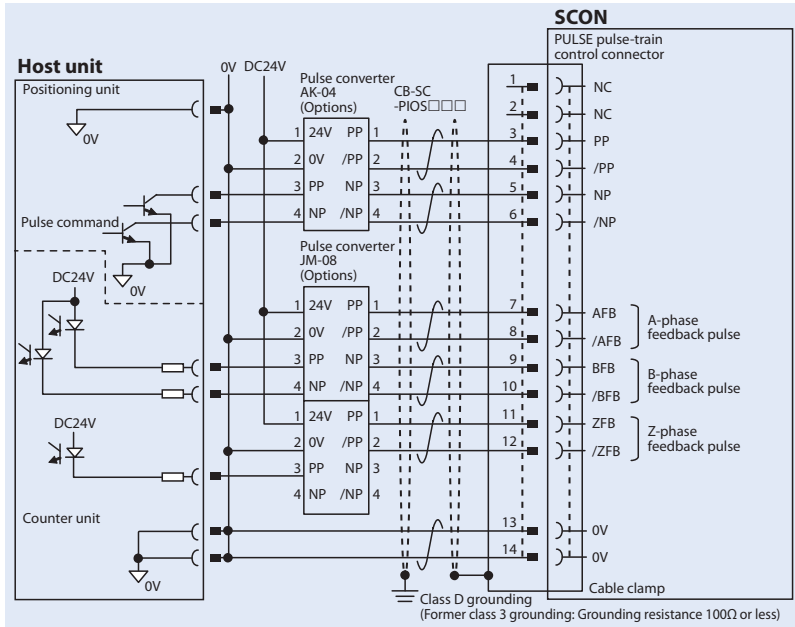 SCON
PULSE pulse-train
control connector
Host unit
Positioning unit
0V DC24V
Pulse converter
AK-04
(Options)
CB-SC
-PIOS□□□
0V
1 24V PP 1
2 0V /PP 2
3 PP NP 3
4 NP /NP 4
1 NC
2 NC
3 PP
4 /PP
5 NP
6 /NP
Pulse command
0V
DC24V
Pulse converter
JM-08
(Options)
1 24V PP 1
2 0V /PP 2
3 PP NP 3
4 NP /NP 4
7 AFB
8 /AFB
A-phase
feedback pulse
9 BFB
10 /BFB
B-phase
feedback pulse
DC24V
1 24V PP 1
2 0V /PP 2
3 PP NP 3
4 NP /NP 4
11 ZFB
12 /ZFB
Z-phase
feedback pulse
Counter unit
0V
13 0V
14 0V
Cable clamp
Class D grounding
(Former class 3 grounding: Grounding resistance 100Ω or less)